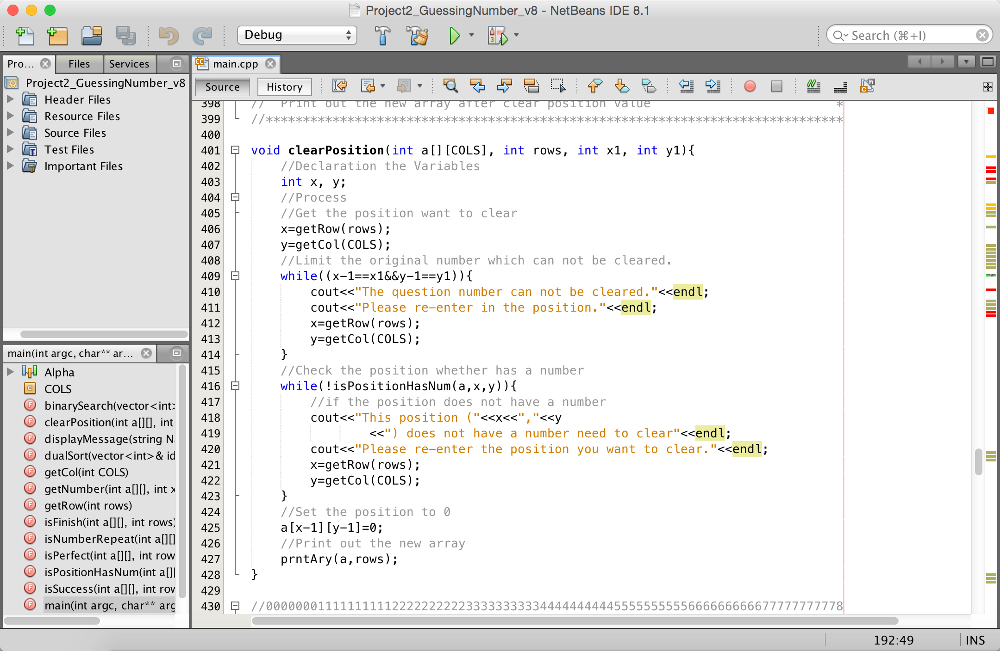 Project2_GuessingNumber_v8 - NetBeans IDE 8.1
Debug
Search (⌘+I)
Pro...
Files
Services
main.cpp
Source
History
Project2_GuessingNumber_v8
Header Files
Resource Files
Source Files
Test Files
Important Files
main(int argc, char** ar...
Alpha
COLS
binarySearch(vector<int>
clearPosition(int a[][], int
displayMessage(string Na
dualSort(vector<int>& id
getCol(int COLS)
getNumber(int a[][], int x
getRow(int rows)
isFinish(int a[][], int rows)
isNumberRepeat(int a[][]
isPerfect(int a[][], int row
isPositionHasNum(int a[][
isSuccess(int a[][], int row
main(int argc, char** arg
398 //  Print out the new array after clear position value                         *
399 //******************************************************************************
400
401 void clearPosition(int a[][COLS], int rows, int x1, int y1){
402     //Declaration the Variables
403     int x, y;
404     //Process
405     //Get the position want to clear
406     x=getRow(rows);
407     y=getCol(COLS);
408     //Limit the original number which can not be cleared.
409     while((x-1==x1&&y-1==y1)){
410         cout<<"The question number can not be cleared."<<endl;
411         cout<<"Please re-enter in the position."<<endl;
412         x=getRow(rows);
413         y=getCol(COLS);
414     }
415     //Check the position whether has a number
416     while(!isPositionHasNum(a,x,y)){
417         //if the position does not have a number
418         cout<<"This position ("<<x<<","<<y
419                 <<") does not have a number need to clear"<<endl;
420         cout<<"Please re-enter the position you want to clear."<<endl;
421         x=getRow(rows);
422         y=getCol(COLS);
423     }
424     //Set the position to 0
425     a[x-1][y-1]=0;
426     //Print out the new array
427     prntAry(a,rows);
428 }
429
430 //000000011111111112222222222333333333344444444445555555555666666666677777777778
192:49
INS